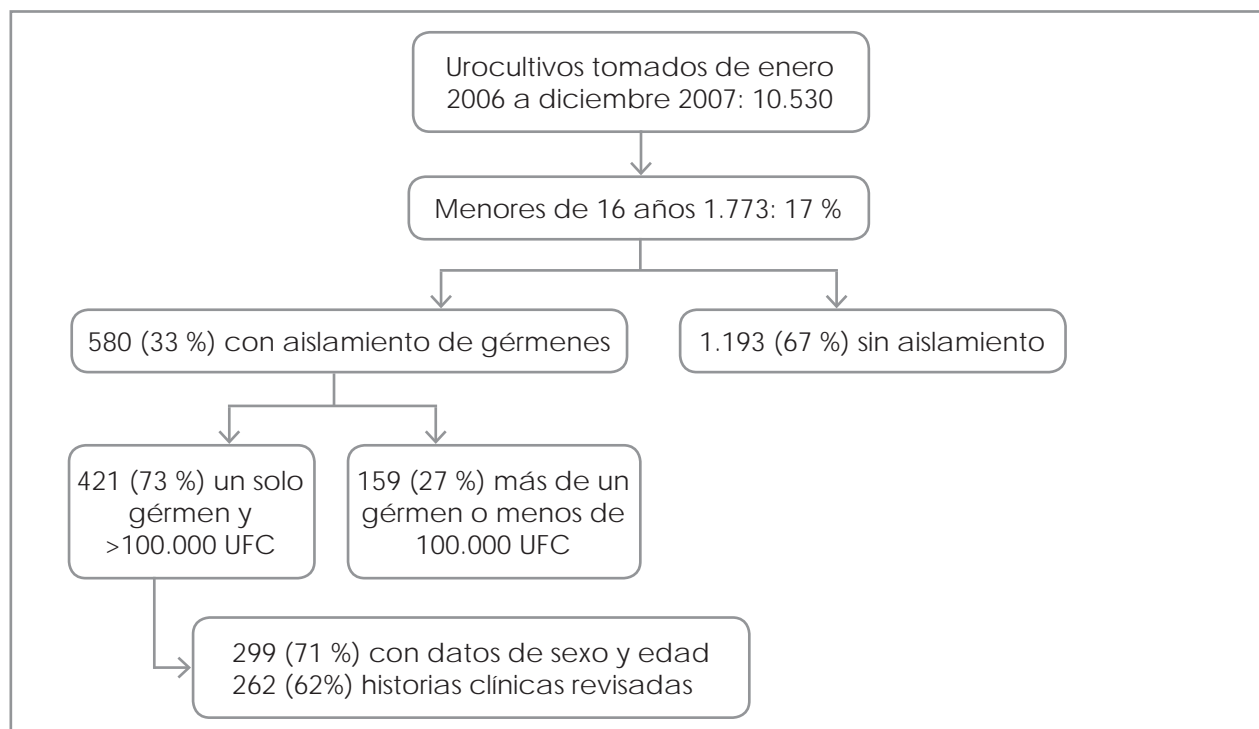 Urocultivos tomados de enero
2006 a diciembre 2007: 10.530
Menores de 16 años 1.773: 17 %
580 (33 %) con aislamiento de gérmenes
1.193 (67 %) sin aislamiento
421 (73 %) un solo
gérmen y
>100.000 UFC
159 (27 %) más de un
gérmen o menos de
100.000 UFC
299 (71 %) con datos de sexo y edad
262 (62%) historias clínicas revisadas